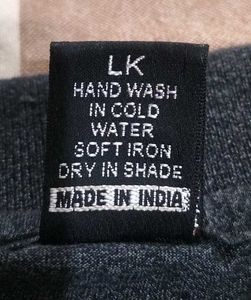 LK
HAND WASH
IN COLD
WATER
SOFT IRON
DRY IN SHADE
MADE IN INDIA